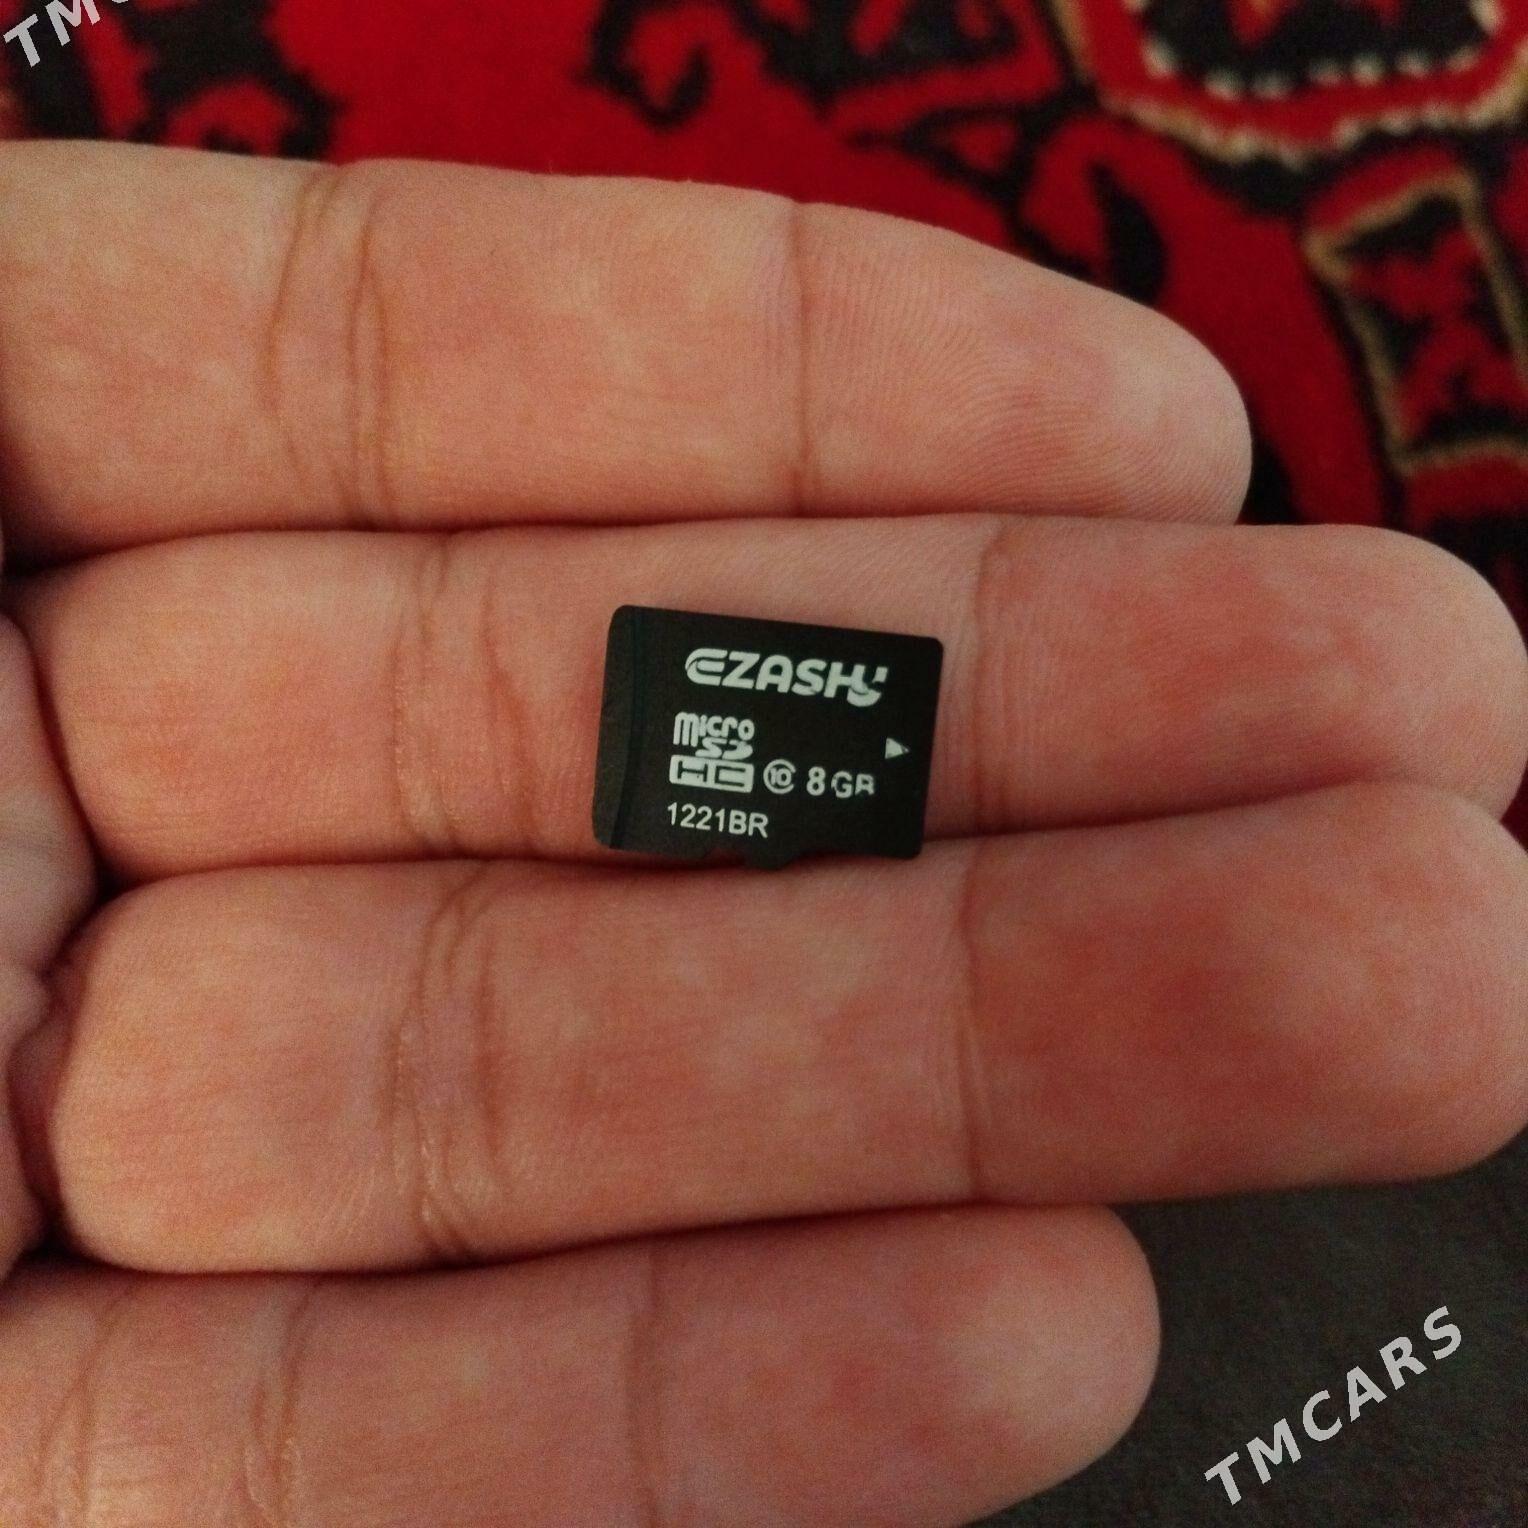 EZASHY
micro
SD
HC 10 8GB
1221BR
TMCARS